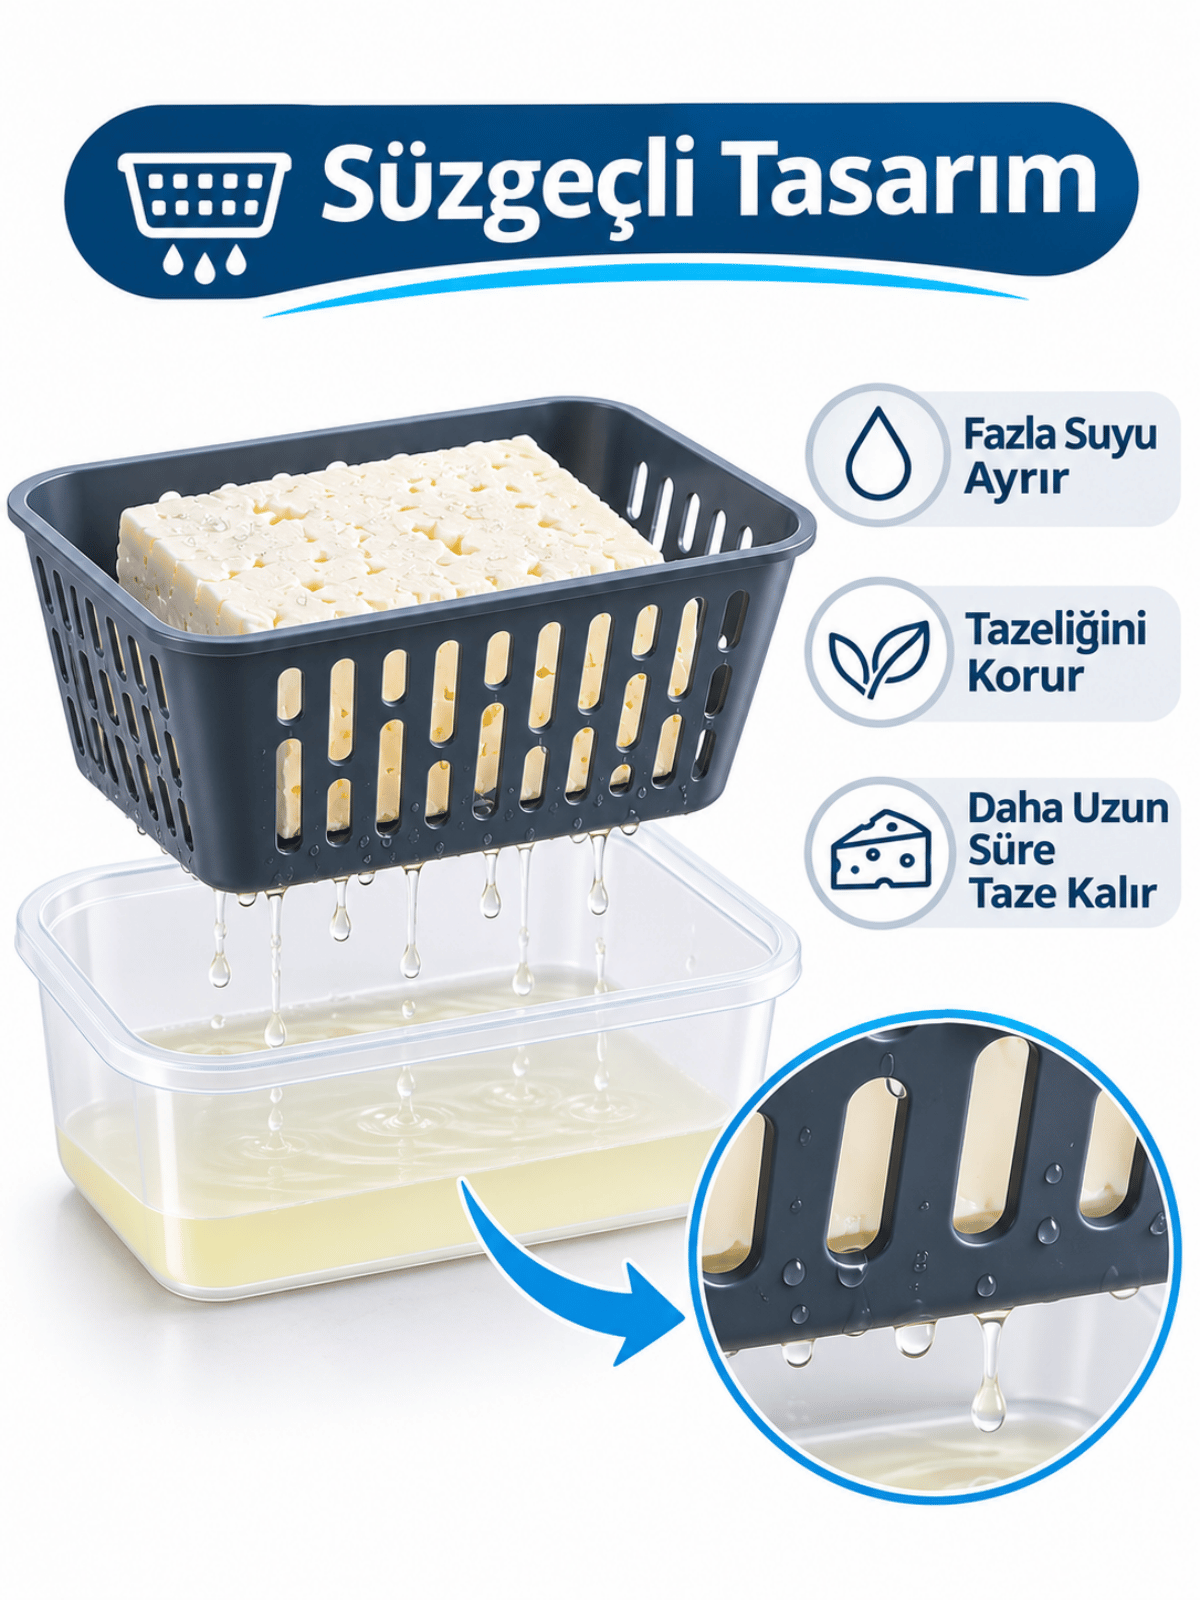 Süzgeçli Tasarım
Fazla Suyu
Ayrır
Tazeliğini
Korur
Daha Uzun
Süre
Taze Kalır